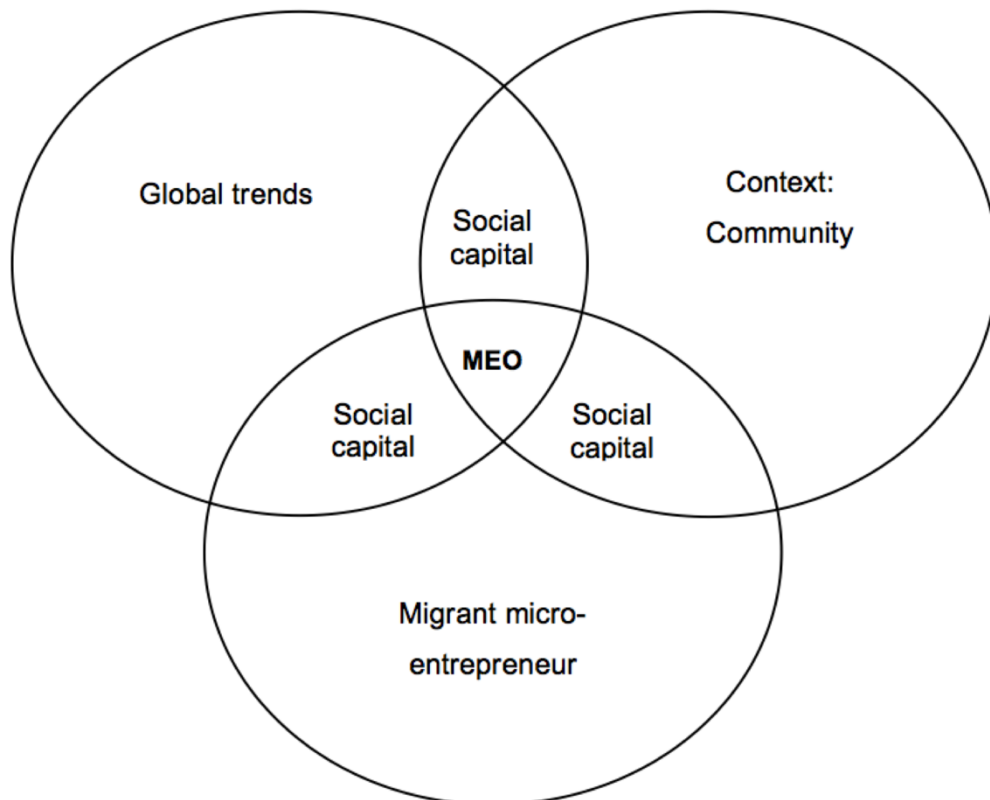 Global trends
Context:
Community
Social
capital
MEO
Social
capital
Social
capital
Migrant micro-
entrepreneur